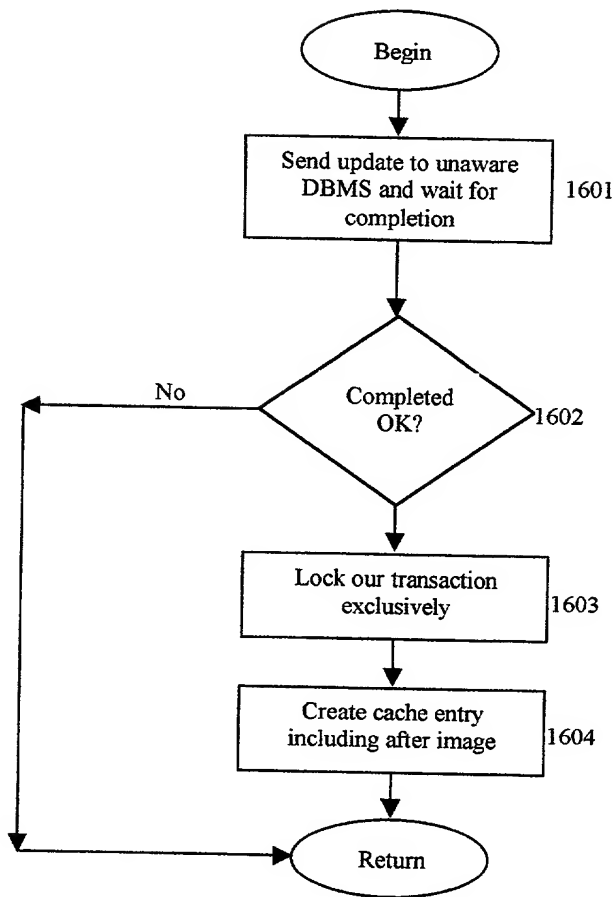 Begin
Send update to unaware
DBMS and wait for
completion
1601
No
Completed
OK?
1602
Lock our transaction
exclusively
1603
Create cache entry
including after image
1604
Return